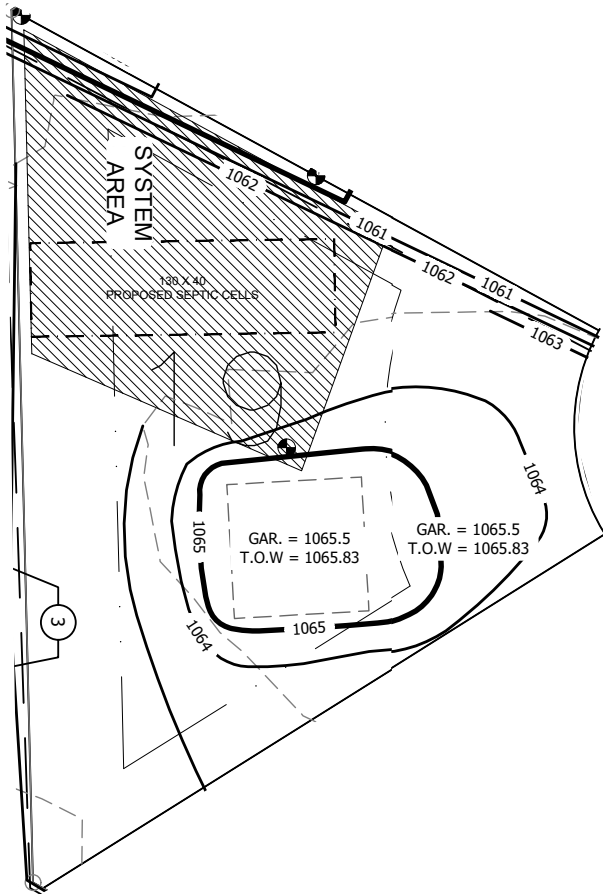 SYSTEM
AREA
1062
1061
1062
1061
1063
130 X 40
PROPOSED SEPTIC CELLS
19
1064
1065
GAR. = 1065.5
T.O.W = 1065.83
GAR. = 1065.5
T.O.W = 1065.83
1065
1064
3